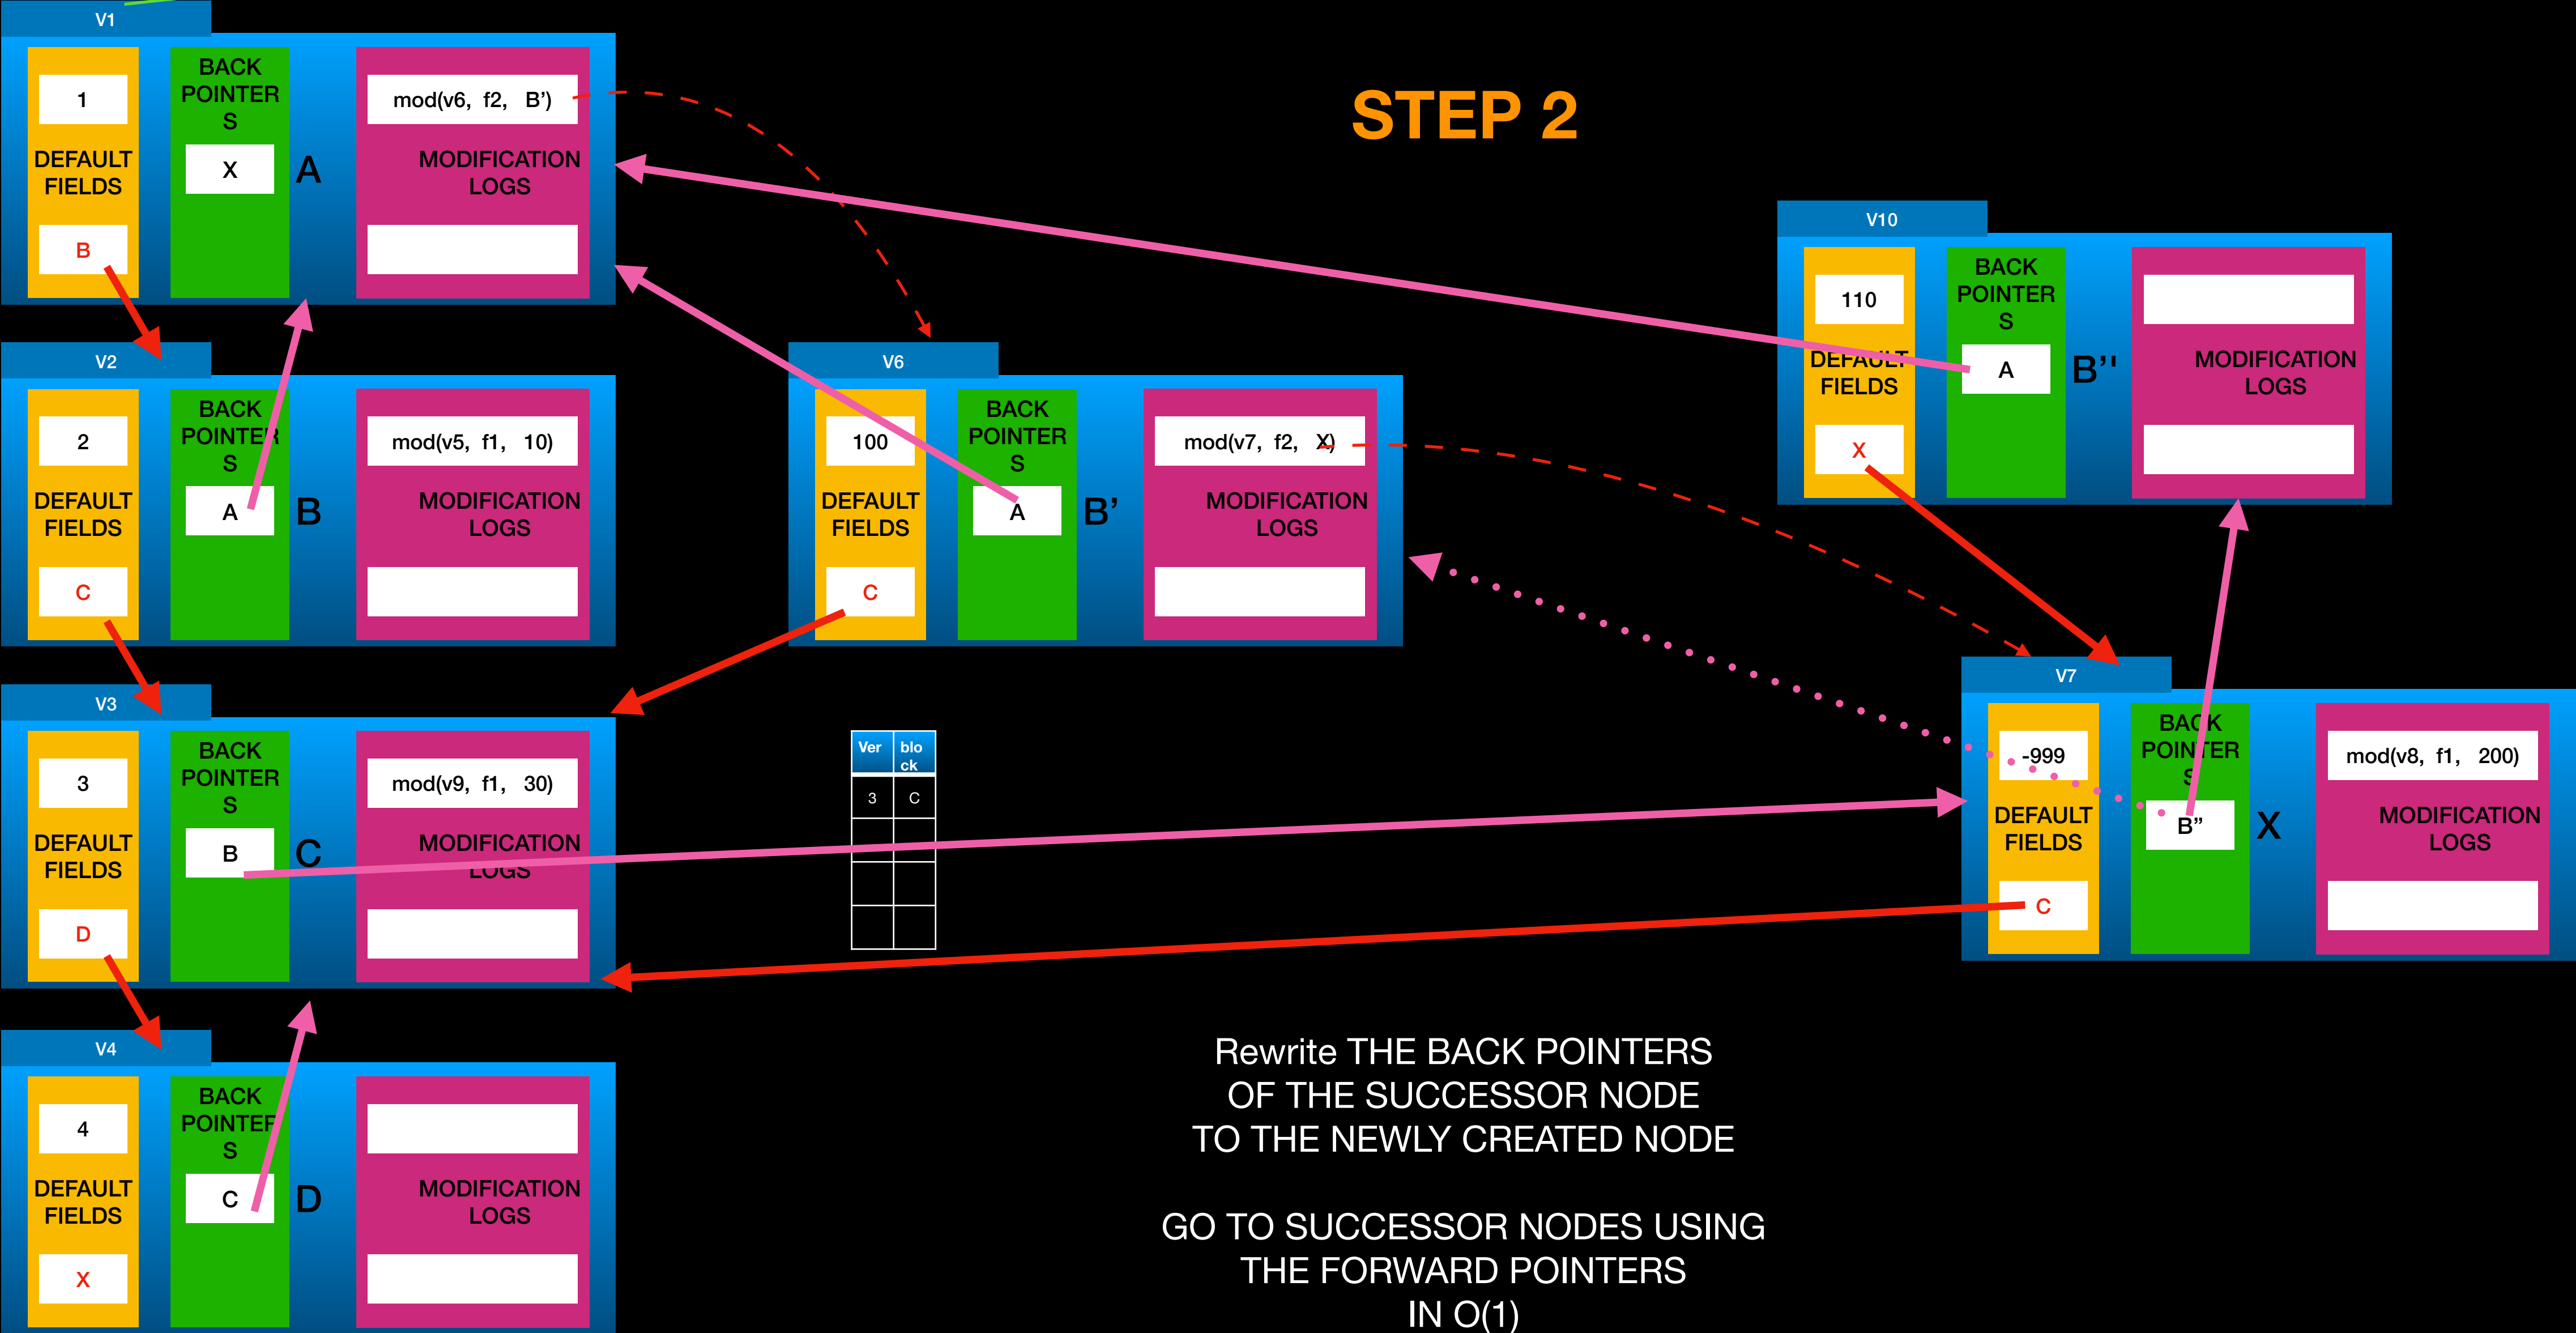 V1
1
DEFAULT
FIELDS
B
BACK
POINTER
S
X
A
mod(v6, f2, B’)
MODIFICATION
LOGS
STEP 2
V10
110
DEFAULT
FIELDS
X
BACK
POINTER
S
A
B’'
MODIFICATION
LOGS
V2
2
DEFAULT
FIELDS
C
BACK
POINTER
S
A
B
mod(v5, f1, 10)
MODIFICATION
LOGS
V6
100
DEFAULT
FIELDS
C
BACK
POINTER
S
A
B’
mod(v7, f2, X)
MODIFICATION
LOGS
V3
3
DEFAULT
FIELDS
D
BACK
POINTER
S
B
C
mod(v9, f1, 30)
MODIFICATION
LOGS
Ver blo
ck
3 C
V7
-999
DEFAULT
FIELDS
C
BACK
POINTER
S
B”
X
mod(v8, f1, 200)
MODIFICATION
LOGS
V4
4
DEFAULT
FIELDS
X
BACK
POINTER
S
C
D
MODIFICATION
LOGS
Rewrite THE BACK POINTERS
OF THE SUCCESSOR NODE
TO THE NEWLY CREATED NODE
GO TO SUCCESSOR NODES USING
THE FORWARD POINTERS
IN O(1)